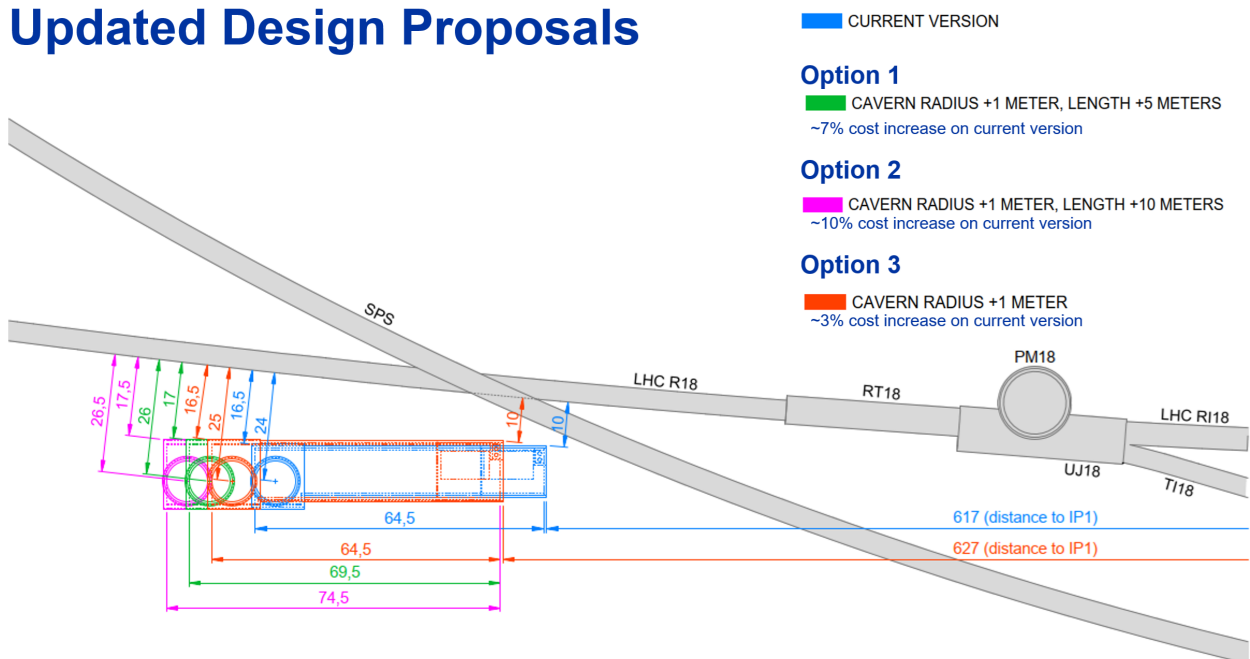 Updated Design Proposals
CURRENT VERSION
Option 1
CAVERN RADIUS +1 METER, LENGTH +5 METERS
~7% cost increase on current version
Option 2
CAVERN RADIUS +1 METER, LENGTH +10 METERS
~10% cost increase on current version
Option 3
CAVERN RADIUS +1 METER
~3% cost increase on current version
SPS
PM18
LHC R18
RT18
LHC RI18
UJ18
TI18
26,5
17,5
26
17
16,5
25
16,5
24
10
10
64,5
617 (distance to IP1)
64,5
627 (distance to IP1)
69,5
74,5